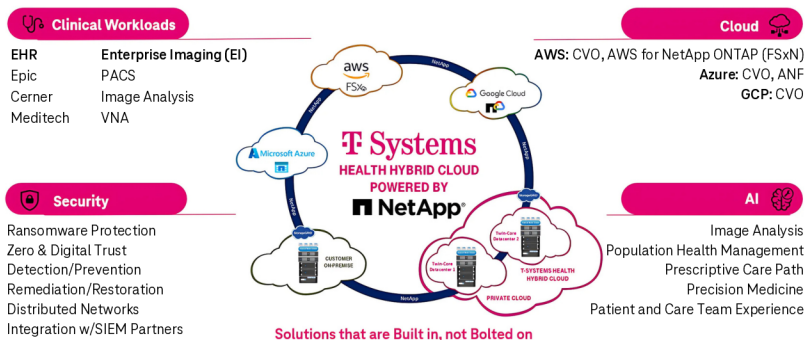 Clinical Workloads
EHR
Epic
Cerner
Meditech
Enterprise Imaging (EI)
PACS
Image Analysis
VNA
Cloud
AWS: CVO, AWS for NetApp ONTAP (FSxN)
Azure: CVO, ANF
GCP: CVO
aws
FSx
Google Cloud
Microsoft Azure
NetApp
NetApp
NetApp
NetApp
T Systems
HEALTH HYBRID CLOUD
POWERED BY
NetApp®
CUSTOMER
ON-PREMISE
Twin-Core
Datacenter 1
Twin-Core
Datacenter 2
T-SYSTEMS HEALTH
HYBRID CLOUD
PRIVATE CLOUD
Security
Ransomware Protection
Zero & Digital Trust
Detection/Prevention
Remediation/Restoration
Distributed Networks
Integration w/SIEM Partners
AI
Image Analysis
Population Health Management
Prescriptive Care Path
Precision Medicine
Patient and Care Team Experience
Solutions that are Built in, not Bolted on